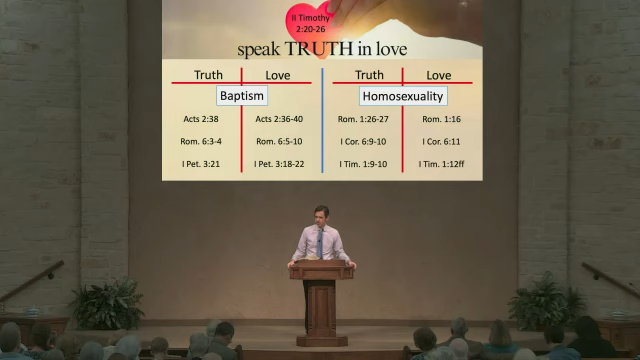 II Timothy
2:20-26
speak TRUTH in love
Truth Love Truth Love
Baptism Homosexuality
Acts 2:38 Acts 2:36-40 Rom. 1:26-27 Rom. 1:16
Rom. 6:3-4 Rom. 6:5-10 I Cor. 6:9-10 I Cor. 6:11
I Pet. 3:21 I Pet. 3:18-22 I Tim. 1:9-10 I Tim. 1:12ff